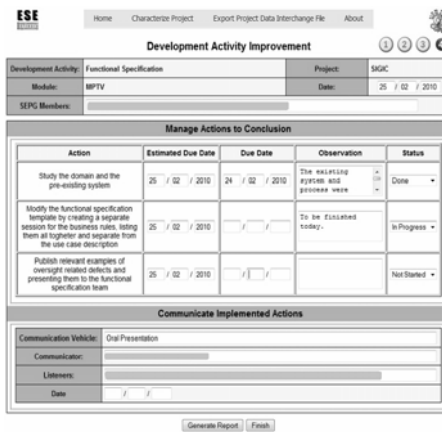 ESE
Home Characterize Project Export Project Data Interchange File About
Development Activity Improvement
1 2 3
Development Activity: Functional Specification Project: SIGIC
Module: MPTV Date: 25 / 02 / 2010
SEPG Members:
Manage Actions to Conclusion
Action Estimated Due Date Due Date Observation Status
Study the domain and the
pre-existing system
25 / 02 / 2010 24 / 02 / 2010
The existing
system and
process were
Done
Modify the functional specification
template by creating a separate
session for the business rules, listing
them all togheter and separate from
the use case description
25 / 02 / 2010 / /
To be finished
today.
In Progress
Publish relevant examples of
oversight related defects and
presenting them to the functional
specification team
25 / 02 / 2010 / /
Not Started
Communicate Implemented Actions
Communication Vehicle: Oral Presentation
Communicator:
Listeners:
Date / /
Generate Report Finish